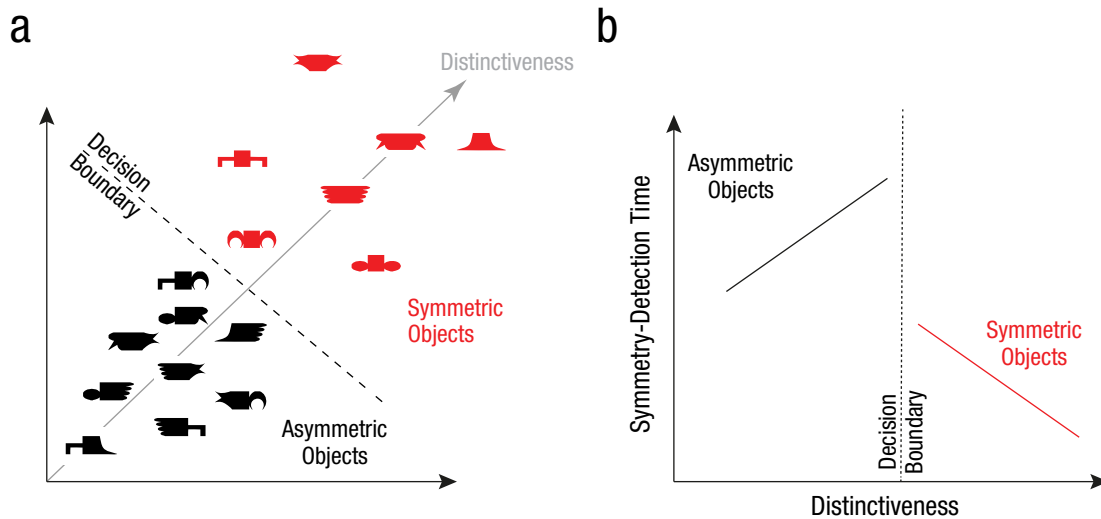 a
Distinctiveness
Decision
Boundary
Symmetric
Objects
Asymmetric
Objects
b
Symmetry-Detection Time
Asymmetric
Objects
Symmetric
Objects
Decision
Boundary
Distinctiveness